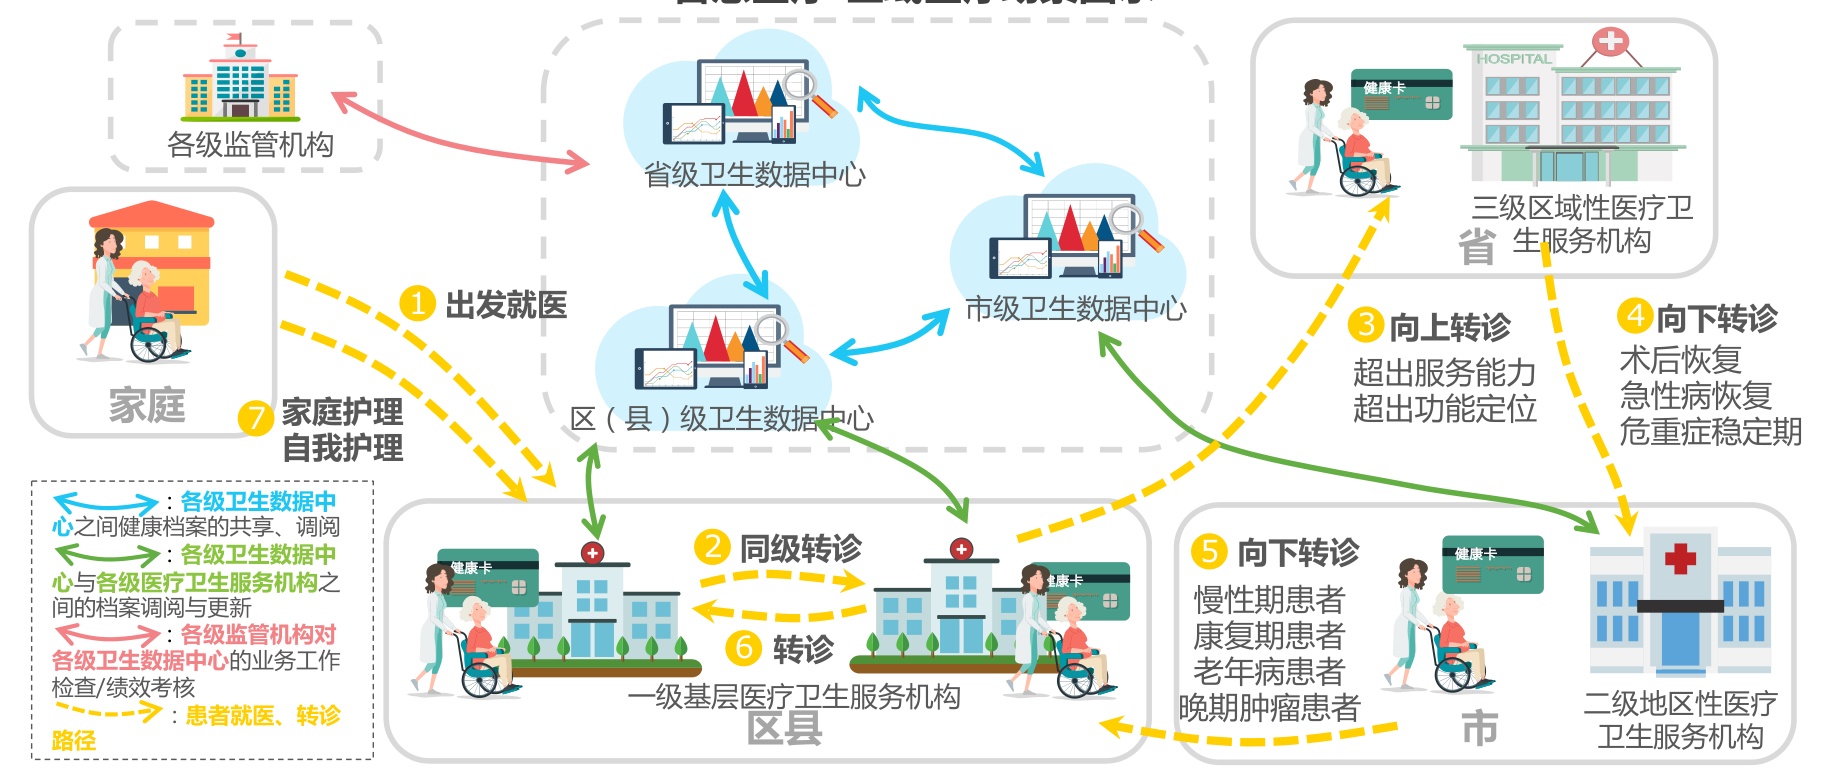 各级监管机构
省级卫生数据中心
市级卫生数据中心
区（县）级卫生数据中心
健康卡
HOSPITAL
三级区域性医疗卫
生服务机构
省
家庭
1 出发就医
7 家庭护理
自我护理
3 向上转诊
超出服务能力
超出功能定位
4 向下转诊
术后恢复
急性病恢复
危重症稳定期
：各级卫生数据中
心之间健康档案的共享、调阅
：各级卫生数据中
心与各级医疗卫生服务机构之
间的档案调阅与更新
：各级监管机构对
各级卫生数据中心的业务工作
检查/绩效考核
：患者就医、转诊
路径
健康卡
2 同级转诊
6 转诊
健康卡
一级基层医疗卫生服务机构
区县
5 向下转诊
慢性期患者
康复期患者
老年病患者
晚期肿瘤患者
健康卡
市
二级地区性医疗
卫生服务机构